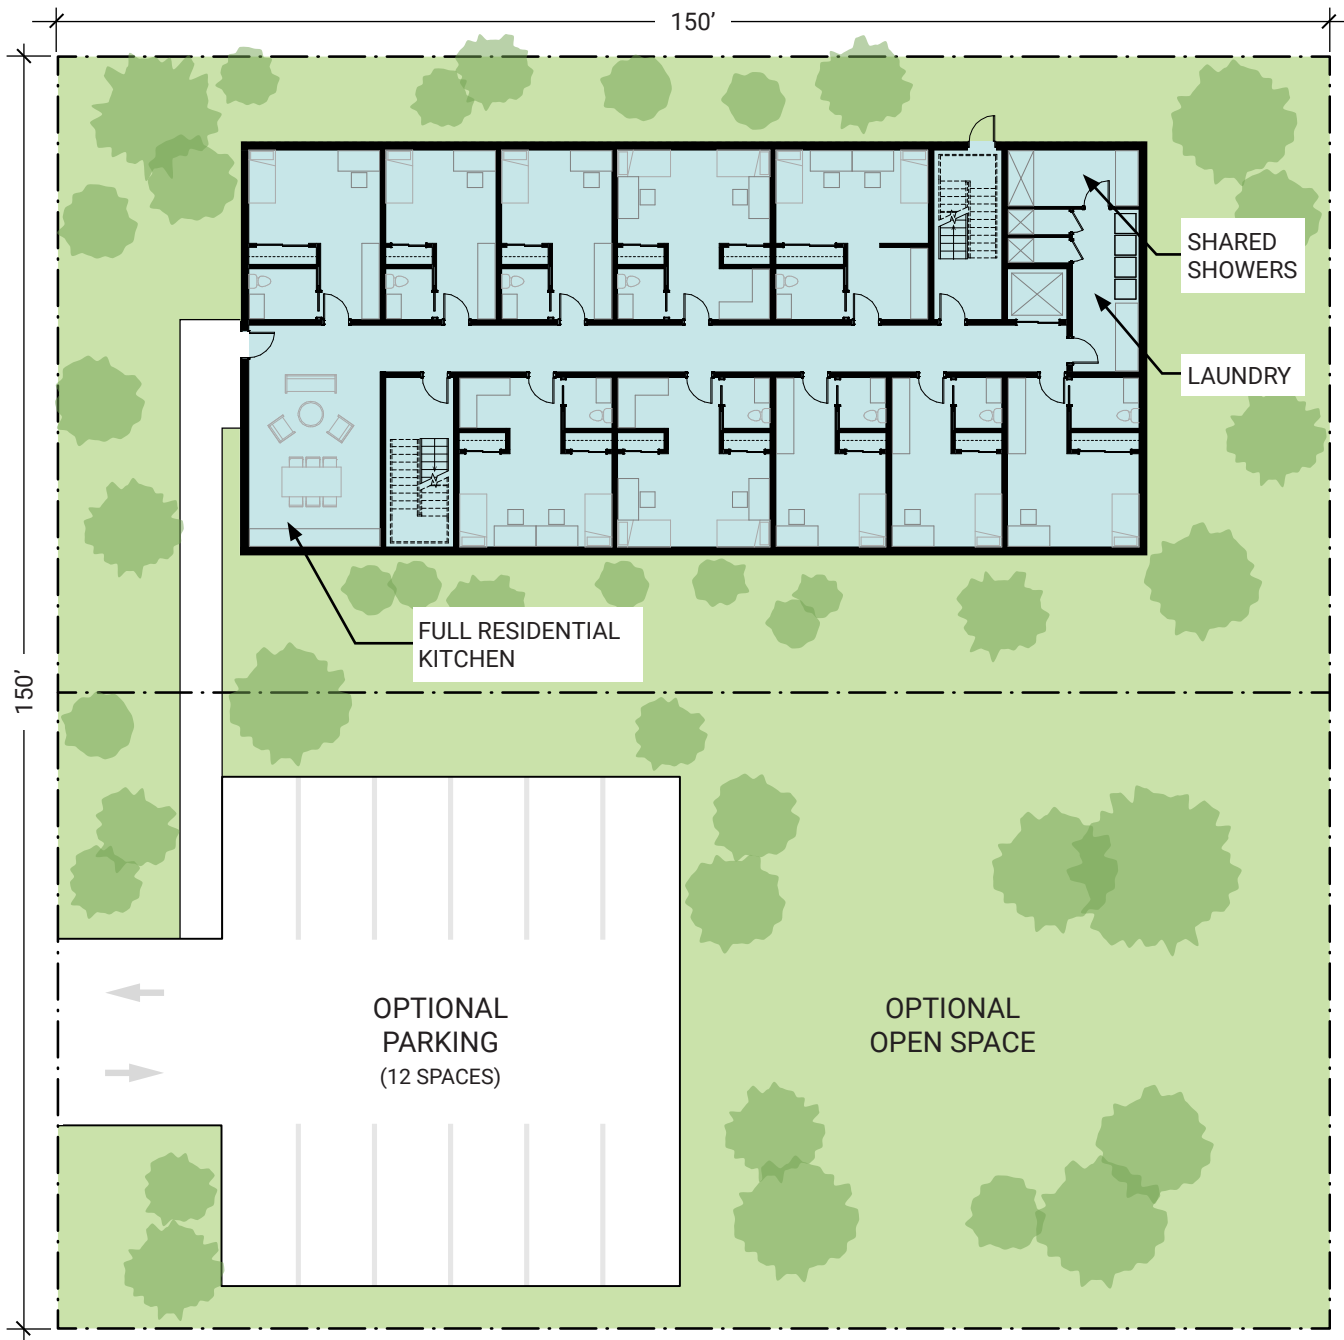 150’
SHARED
SHOWERS
LAUNDRY
FULL RESIDENTIAL
KITCHEN
150’
OPTIONAL
PARKING
(12 SPACES)
OPTIONAL
OPEN SPACE